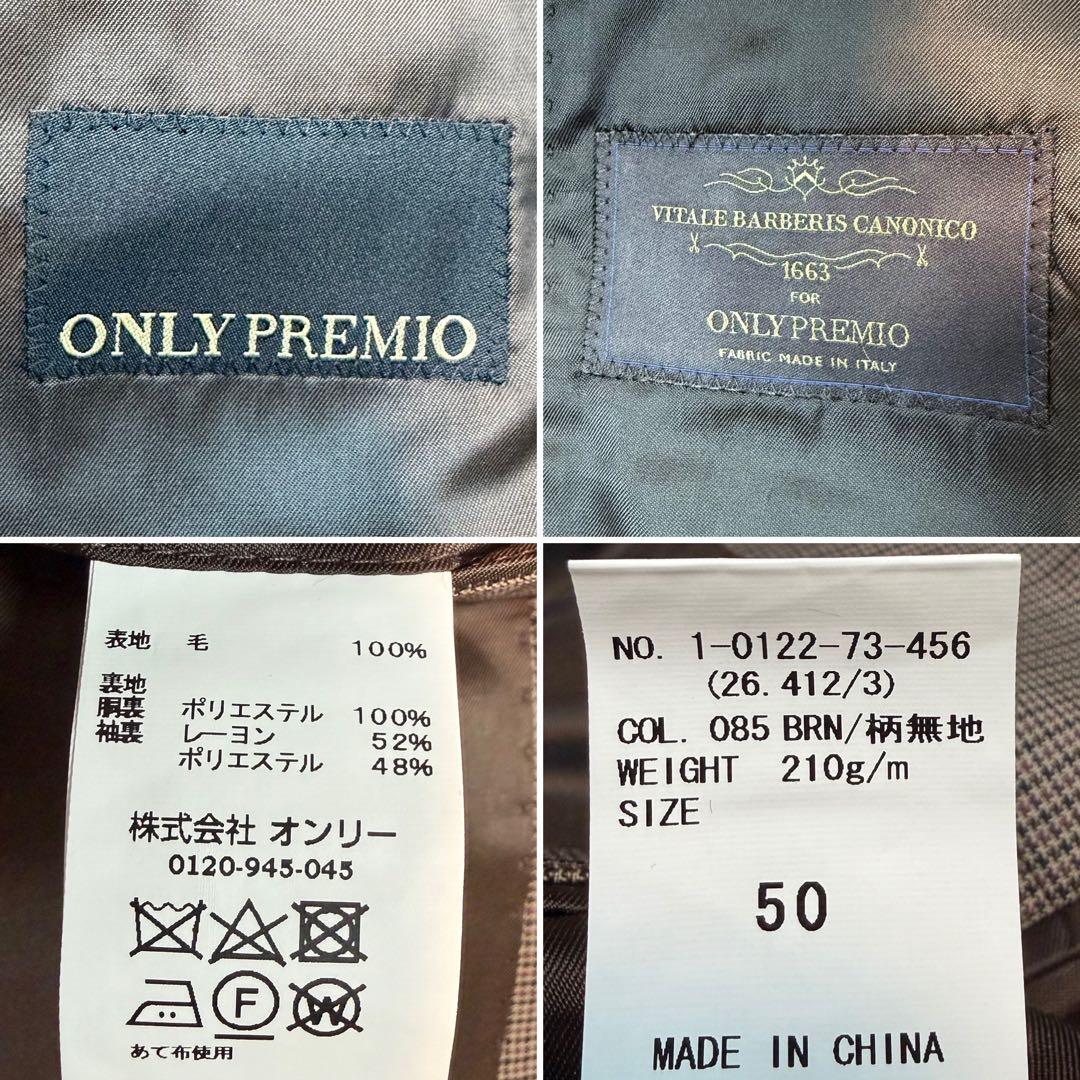 ONLY PREMIO
VITALE BARBERIS CANONICO
1663
FOR
ONLYPREMIO
FABRIC MADE IN ITALY
表地 毛 100%
裏地
胴裏 ポリエステル 100%
袖裏 レーヨン 52%
ポリエステル 48%
株式会社 オンリー
0120-945-045
F
W
あて布使用
NO. 1-0122-73-456
(26.412/3)
COL. 085 BRN/柄無地
WEIGHT 210g/m
SIZE
50
MADE IN CHINA